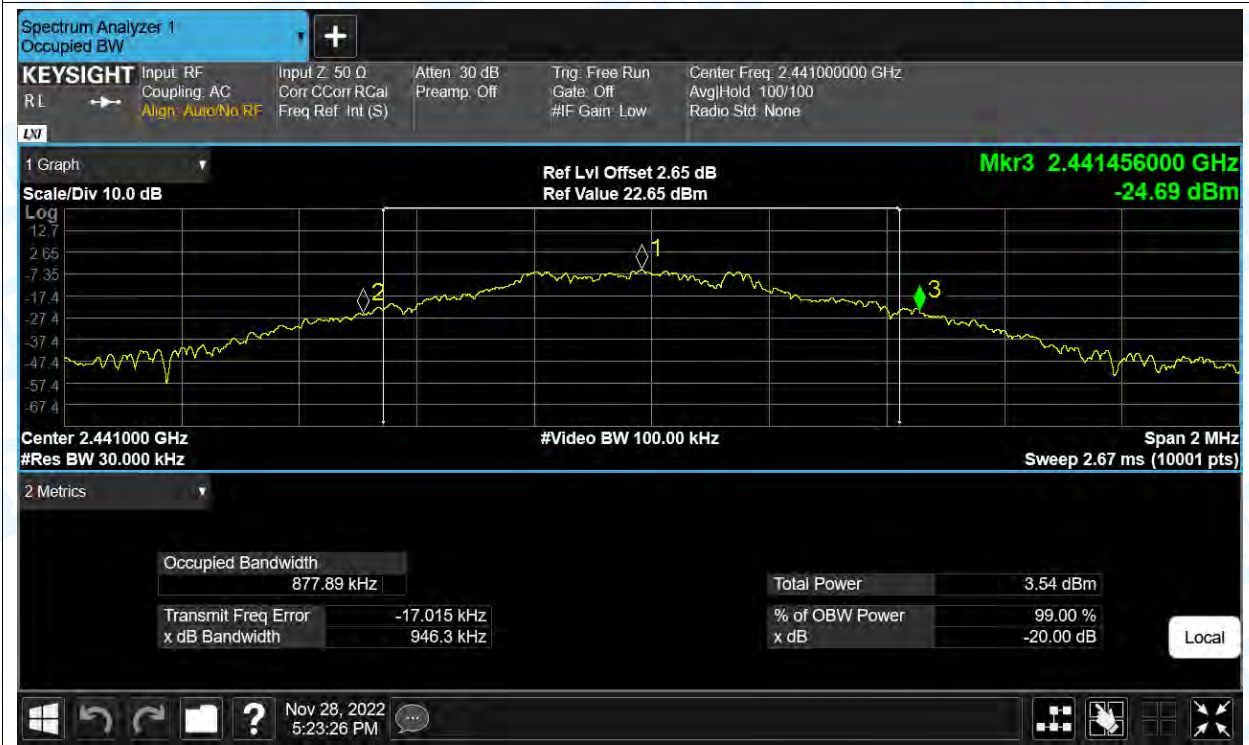 Spectrum Analyzer 1
Occupied BW
KEYSIGHT
RL
LXI
Input: RF
Coupling: AC
Align: Auto/No RF
Input Z: 50 Ω
Corr CCorr RCal
Freq Ref: Int (S)
Atten: 30 dB
Preamp: Off
Trig: Free Run
Gate: Off
#IF Gain: Low
Center Freq: 2.441000000 GHz
Avg|Hold: 100/100
Radio Std: None
1 Graph
Scale/Div 10.0 dB
Ref Lvl Offset 2.65 dB
Ref Value 22.65 dBm
Mkr3 2.441456000 GHz
-24.69 dBm
Log
12.7
2.65
-7.35
-17.4
-27.4
-37.4
-47.4
-57.4
-67.4
1
2
3
Center 2.441000 GHz
#Res BW 30.000 kHz
#Video BW 100.00 kHz
Span 2 MHz
Sweep 2.67 ms (10001 pts)
2 Metrics
Occupied Bandwidth
877.89 kHz
Transmit Freq Error -17.015 kHz
x dB Bandwidth 946.3 kHz
Total Power 3.54 dBm
% of OBW Power 99.00 %
x dB -20.00 dB
Local
?
Nov 28, 2022
5:23:26 PM